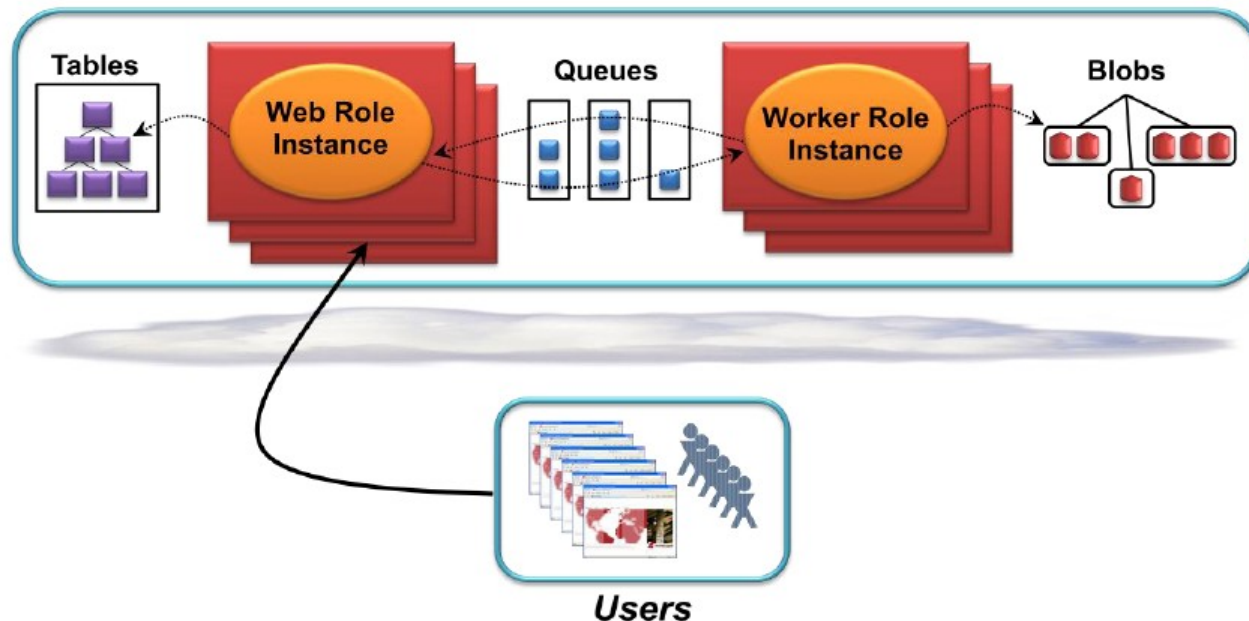 Tables
Web Role
Instance
Queues
Worker Role
Instance
Blobs
Users